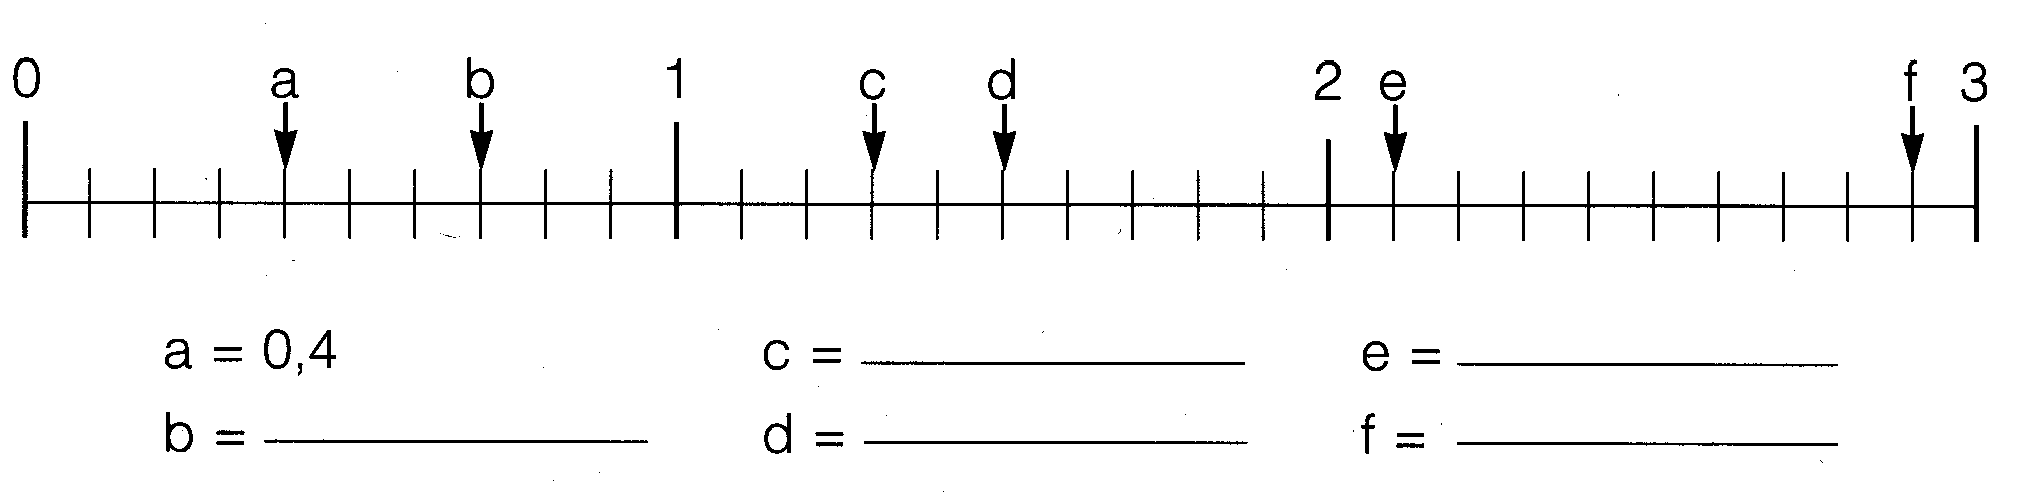 0 a b 1 c d 2 e f 3
a = 0,4 c = e =
b = d = f =